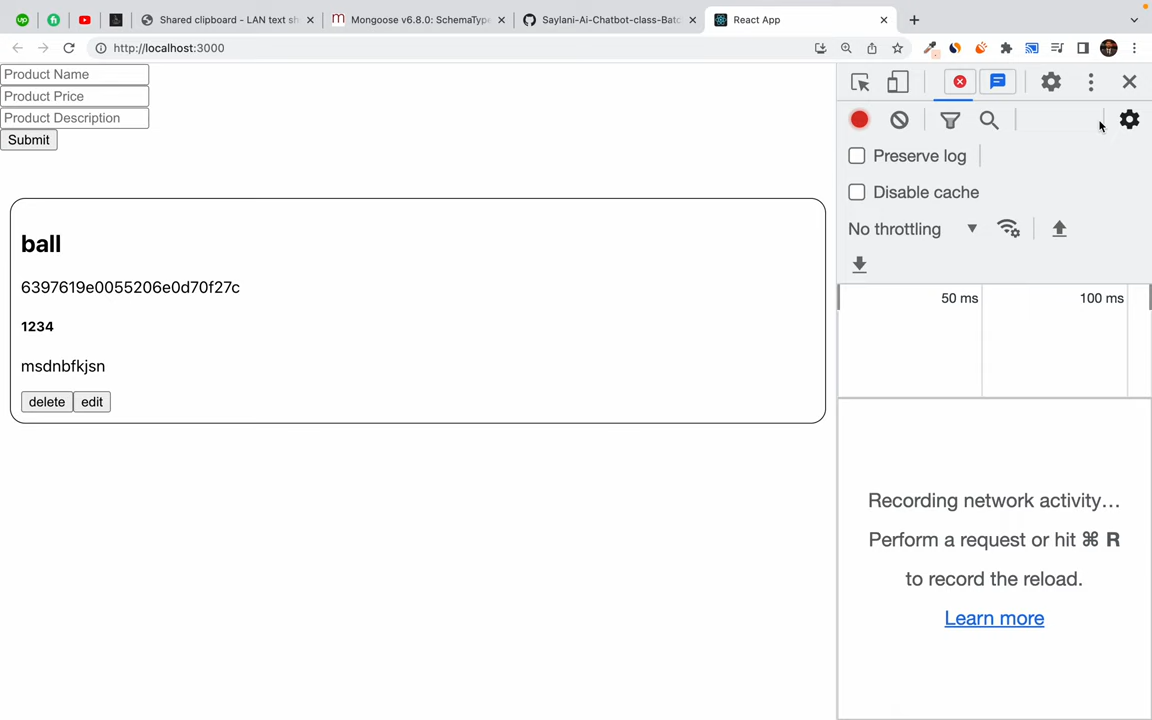 Shared clipboard - LAN text sh
Mongoose v6.8.0: SchemaType
Saylani-Ai-Chatbot-class-Batc
React App
http://localhost:3000
Product Name
Product Price
Product Description
Submit
ball
6397619e0055206e0d70f27c
1234
msdnbfkjsn
delete edit
Preserve log
Disable cache
No throttling
50 ms 100 ms
Recording network activity…
Perform a request or hit ⌘ R
to record the reload.
Learn more